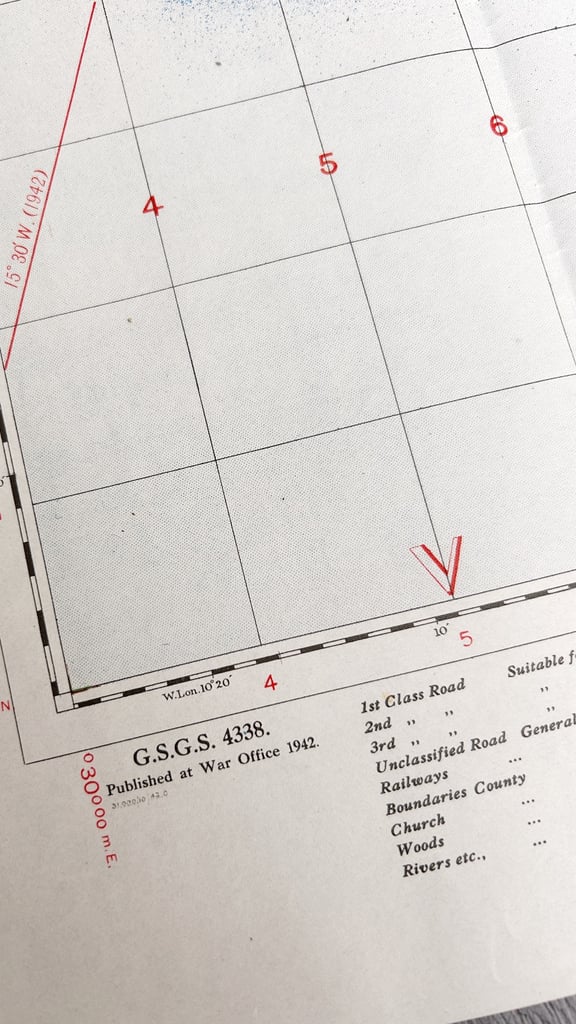 6
5
4
15° 30' W. (1942)
V
10'
5
W.Lon.10°20'
4
N
030000 m.E.
G.S.G.S. 4338.
Published at War Office 1942.
1st Class Road Suitable f
2nd ,, ,, ,,
3rd ,, ,, ,,
Unclassified Road General
Railways ...
Boundaries County
Church ...
Woods ...
Rivers etc., ...